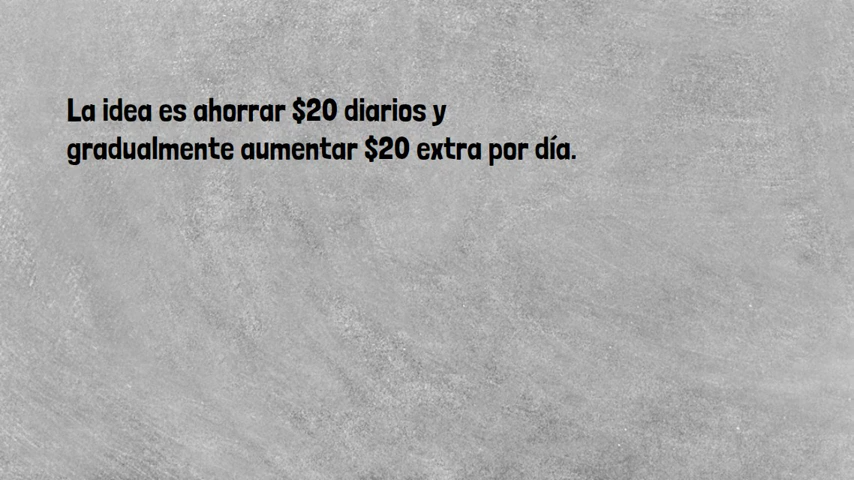 La idea es ahorrar $20 diarios y
gradualmente aumentar $20 extra por día.